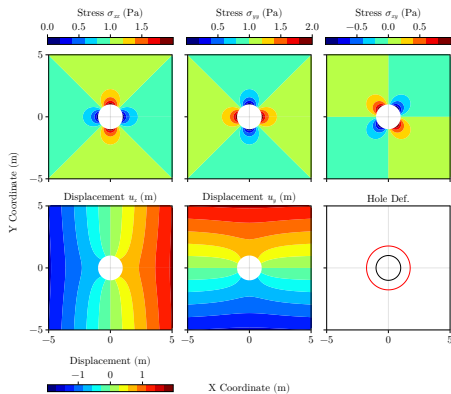 Stress σxx (Pa) Stress σyy (Pa) Stress σxy (Pa)
0.0 0.5 1.0 1.5 0.0 0.5 1.0 1.5 2.0 −0.5 0.0 0.5
5
0
−5
Y Coordinate (m)
Displacement ux (m) Displacement uy (m) Hole Def.
5
0
−5
−5 0 5 −5 0 5 −5 0 5
Displacement (m)
−1 0 1
X Coordinate (m)